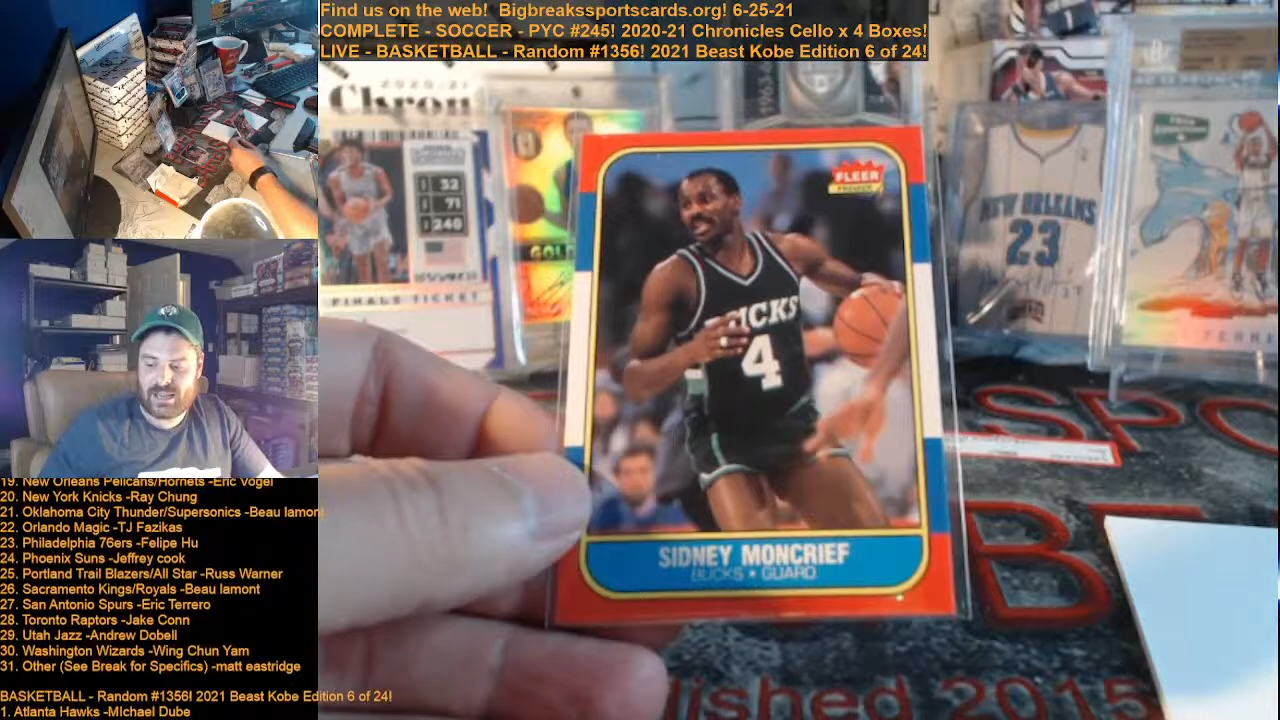 Find us on the web! Bigbreakssportscards.org! 6-25-21
COMPLETE - SOCCER - PYC #245! 2020-21 Chronicles Cello x 4 Boxes!
LIVE - BASKETBALL - Random #1356! 2021 Beast Kobe Edition 6 of 24!
2020-21
Chron
32
71
240
FINALS TICKET
GOLD
FLEER
PREMIER
BUCKS
4
SIDNEY MONCRIEF
BUCKS • GUARD
NEW ORLEANS
23
SPO
B
lished 2015
19. New Orleans Pelicans/Hornets -Eric Vogel
20. New York Knicks -Ray Chung
21. Oklahoma City Thunder/Supersonics -Beau lamont
22. Orlando Magic -TJ Fazikas
23. Philadelphia 76ers -Felipe Hu
24. Phoenix Suns -Jeffrey cook
25. Portland Trail Blazers/All Star -Russ Warner
26. Sacramento Kings/Royals -Beau lamont
27. San Antonio Spurs -Eric Terrero
28. Toronto Raptors -Jake Conn
29. Utah Jazz -Andrew Dobell
30. Washington Wizards -Wing Chun Yam
31. Other (See Break for Specifics) -matt eastridge
BASKETBALL - Random #1356! 2021 Beast Kobe Edition 6 of 24!
1. Atlanta Hawks -MIchael Dube